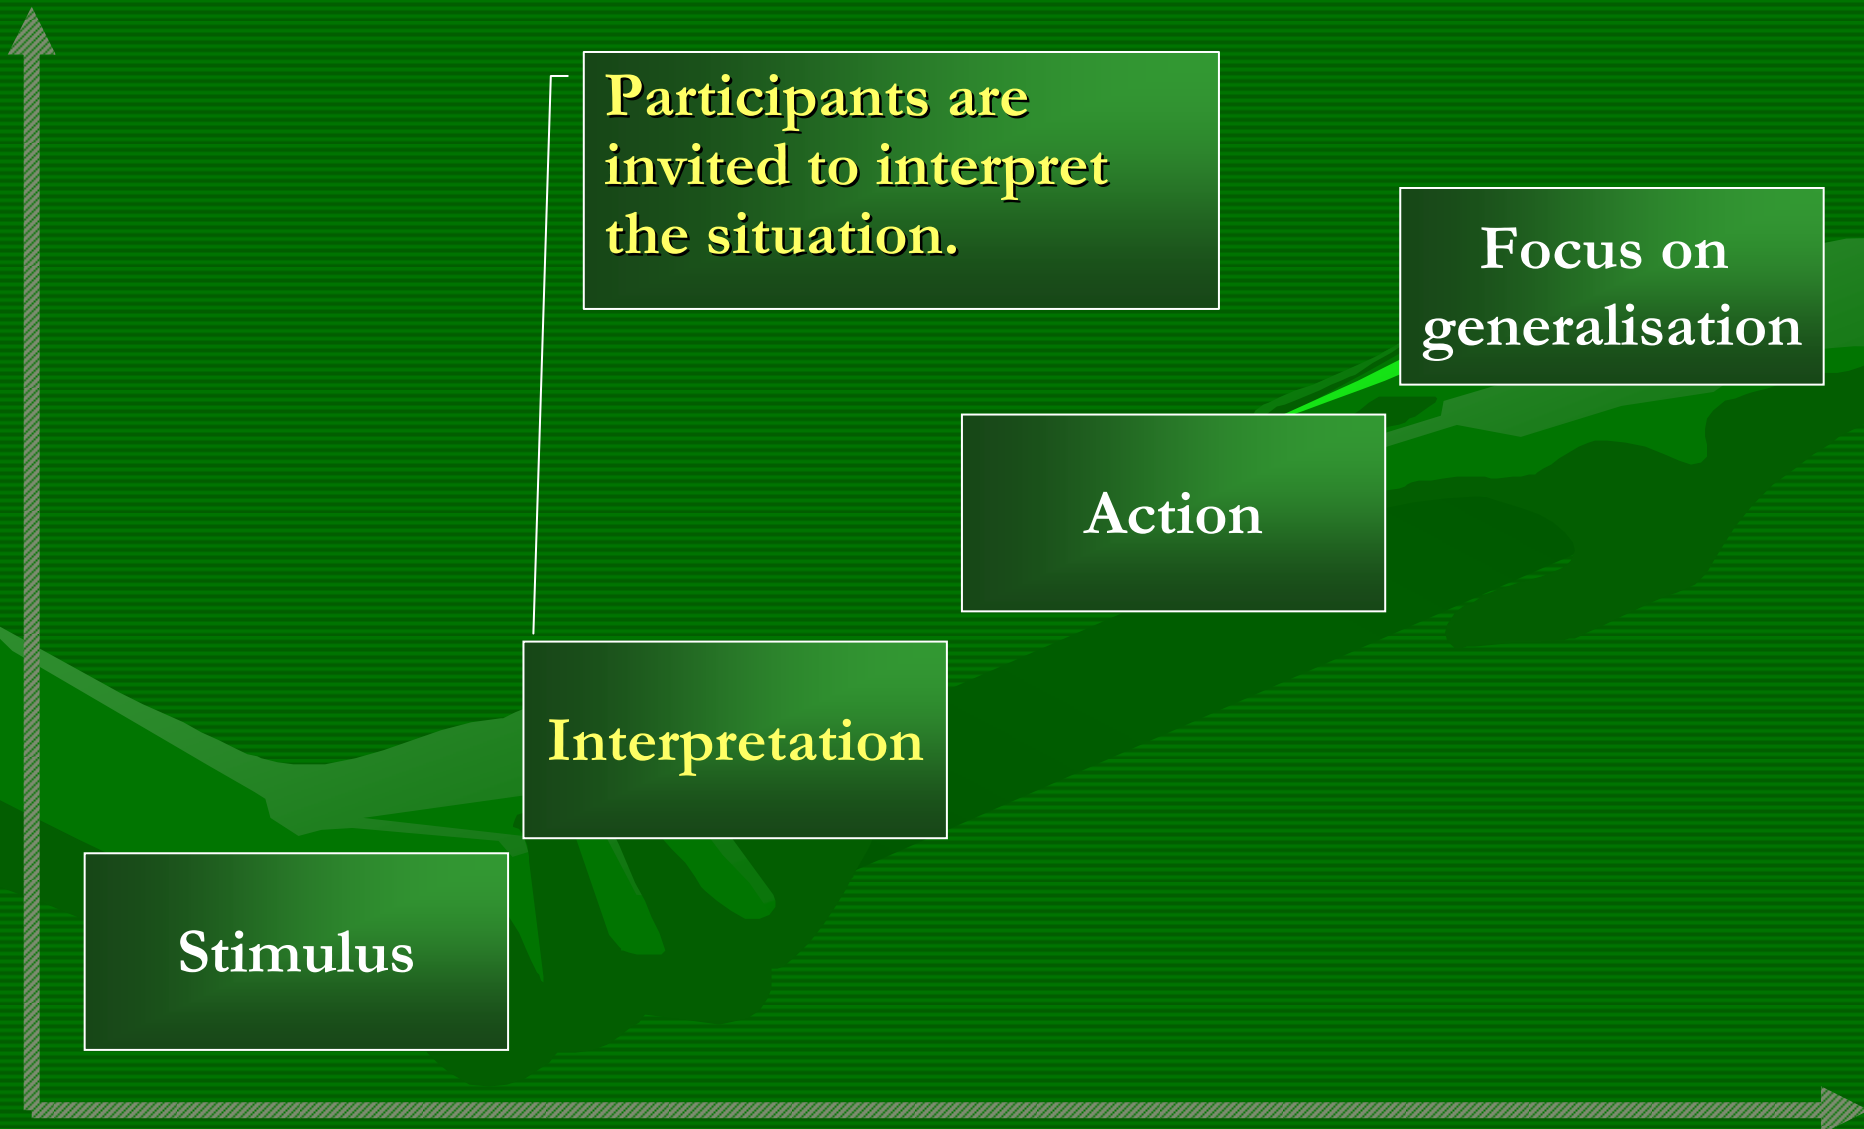 Participants are
invited to interpret
the situation.
Focus on
generalisation
Action
Interpretation
Stimulus